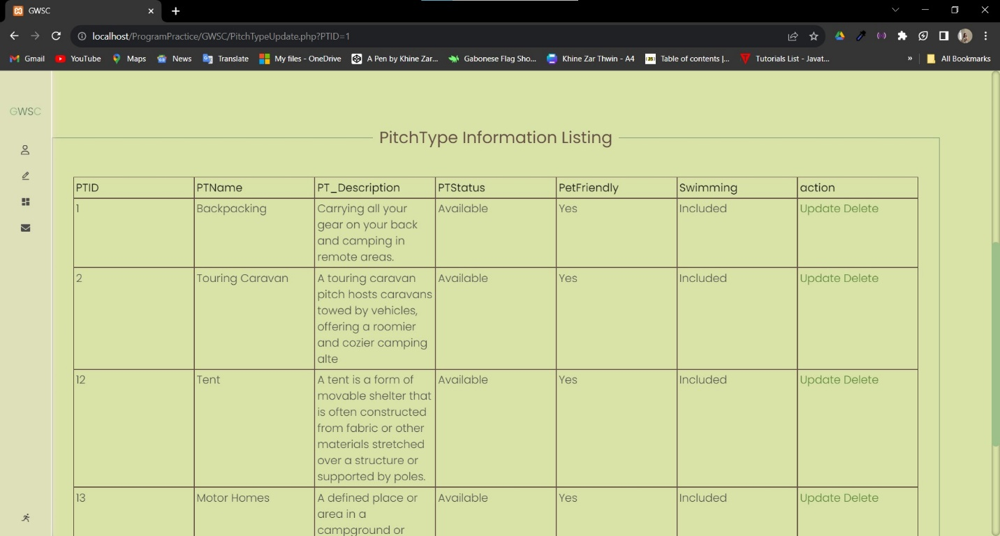 GWSC
localhost/ProgramPractice/GWSC/PitchTypeUpdate.php?PTID=1
Gmail YouTube Maps News Translate My files - OneDrive A Pen by Khine Zar... Gabonese Flag Sho... Khine Zar Thwin - A4 Table of contents |... Tutorials List - Javat... » All Bookmarks
GWSC
PitchType Information Listing
PTID PTName PT_Description PTStatus PetFriendly Swimming action
1 Backpacking Carrying all your Available Yes Included Update Delete
gear on your back
and camping in
remote areas.
2 Touring Caravan A touring caravan Available Yes Included Update Delete
pitch hosts caravans
towed by vehicles,
offering a roomier
and cozier camping
alte
12 Tent A tent is a form of Available Yes Included Update Delete
movable shelter that
is often constructed
from fabric or other
materials stretched
over a structure or
supported by poles.
13 Motor Homes A defined place or Available Yes Included Update Delete
area in a
campground or